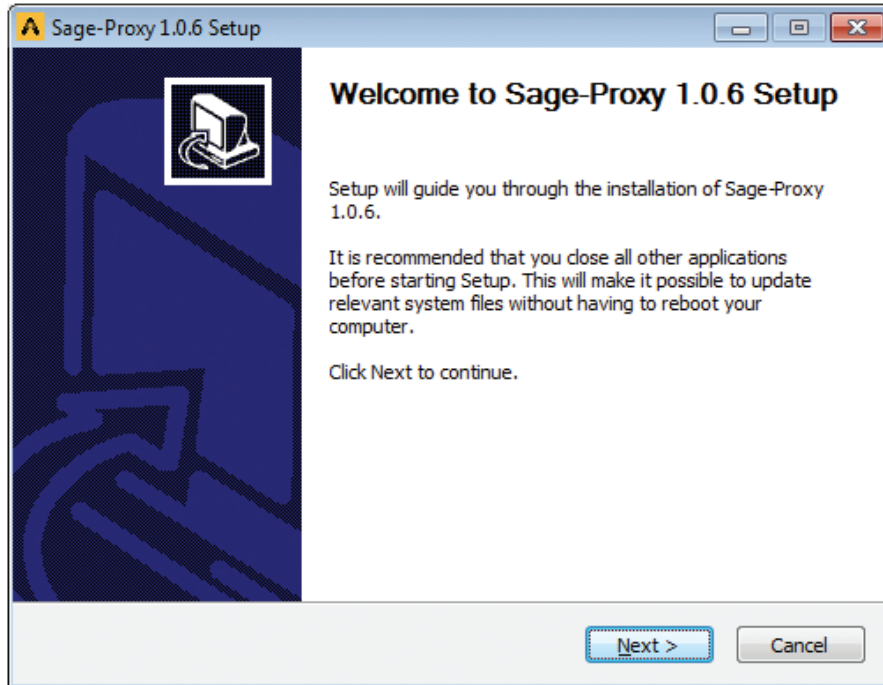 Sage-Proxy 1.0.6 Setup
Welcome to Sage-Proxy 1.0.6 Setup
Setup will guide you through the installation of Sage-Proxy
1.0.6.
It is recommended that you close all other applications
before starting Setup. This will make it possible to update
relevant system files without having to reboot your
computer.
Click Next to continue.
Next >
Cancel